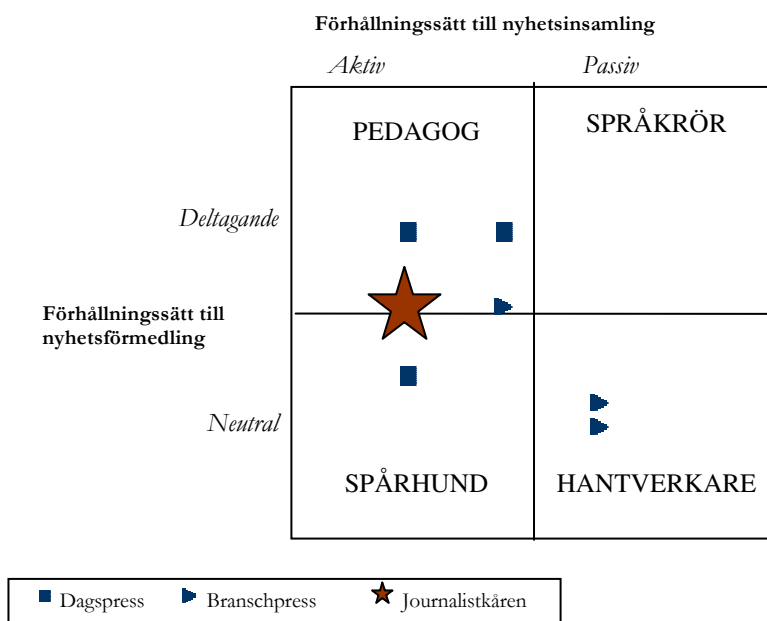 Förhållningssätt till nyhetsinsamling
Aktiv Passiv
PEDAGOG SPRÅKRÖR
Deltagande
Förhållningssätt till
nyhetsförmedling
Neutral
SPÅRHUND HANTVERKARE
Dagspress Branschpress Journalistkåren